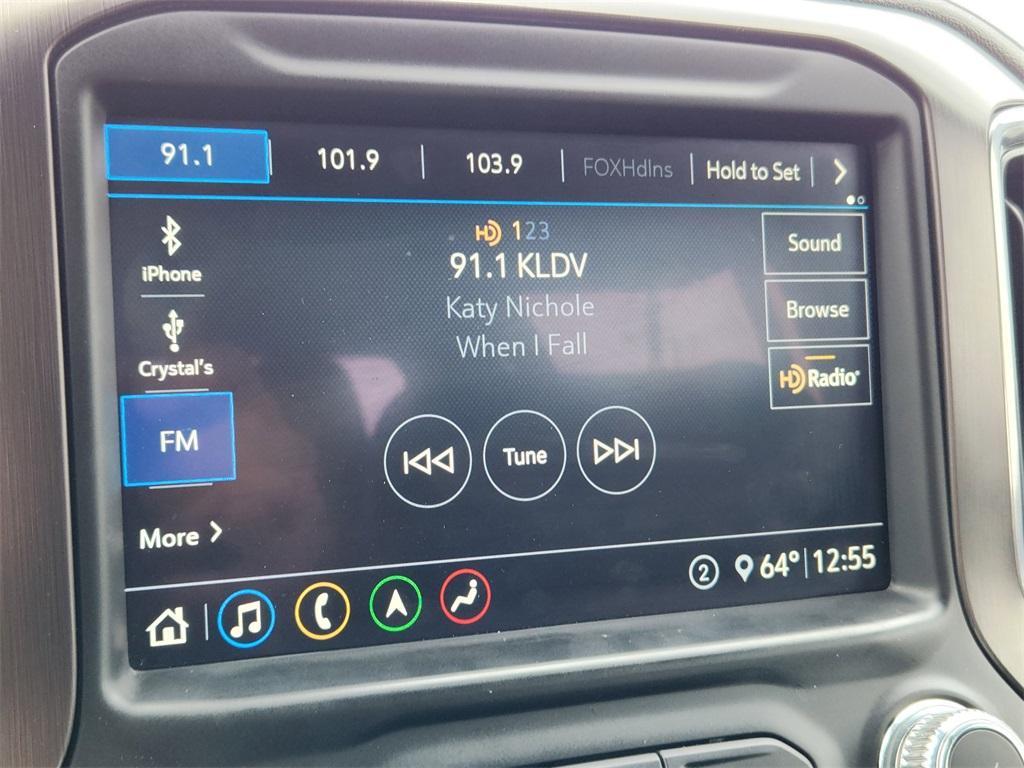 91.1 101.9 103.9 FOXHdlns Hold to Set
iPhone
HD 123
Sound
91.1 KLDV
Katy Nichole
Browse
When I Fall
Crystal's
HD Radio
FM
Tune
More
2 64° 12:55